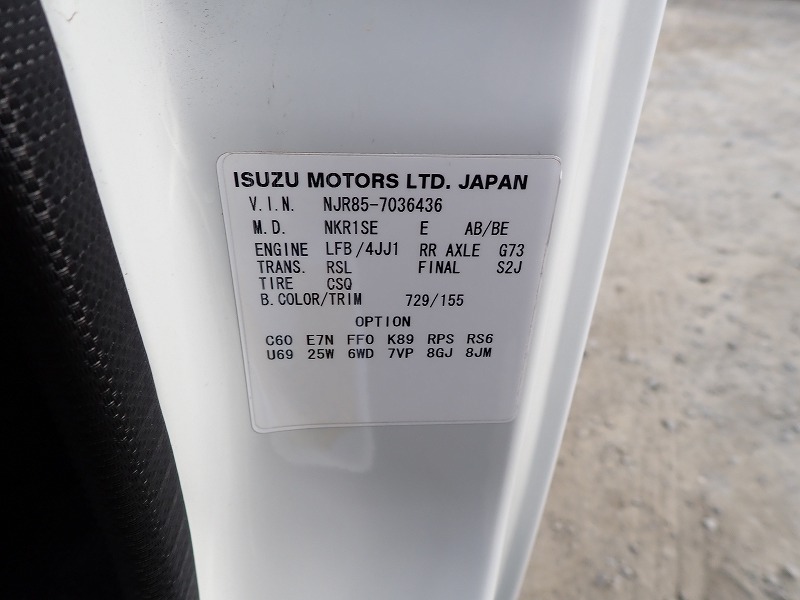 ISUZU MOTORS LTD. JAPAN
V.I.N. NJR85-7036436
M.D. NKR1SE E AB/BE
ENGINE LFB/4JJ1 RR AXLE G73
TRANS. RSL FINAL S2J
TIRE CSQ
B.COLOR/TRIM 729/155
OPTION
C60 E7N FF0 K89 RPS RS6
U69 25W 6WD 7VP 8GJ 8JM